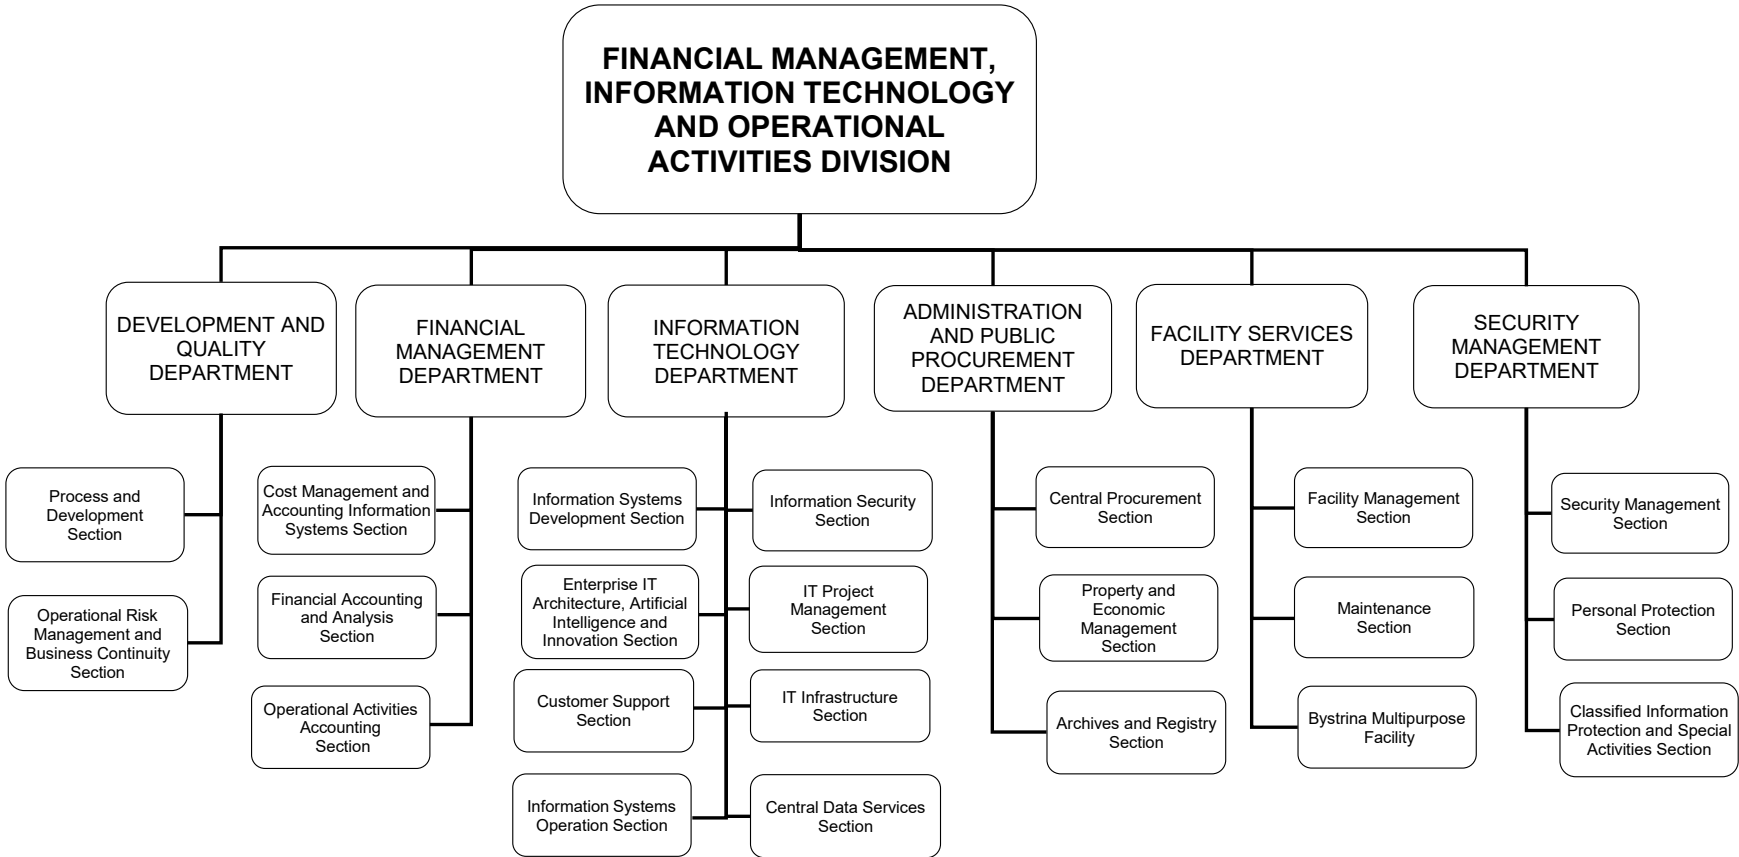 FINANCIAL MANAGEMENT,
INFORMATION TECHNOLOGY
AND OPERATIONAL
ACTIVITIES DIVISION
DEVELOPMENT AND
QUALITY
DEPARTMENT
FINANCIAL
MANAGEMENT
DEPARTMENT
INFORMATION
TECHNOLOGY
DEPARTMENT
ADMINISTRATION
AND PUBLIC
PROCUREMENT
DEPARTMENT
FACILITY SERVICES
DEPARTMENT
SECURITY
MANAGEMENT
DEPARTMENT
Process and
Development
Section
Operational Risk
Management and
Business Continuity
Section
Cost Management and
Accounting Information
Systems Section
Financial Accounting
and Analysis
Section
Operational Activities
Accounting
Section
Information Systems
Development Section
Enterprise IT
Architecture, Artificial
Intelligence and
Innovation Section
Customer Support
Section
Information Systems
Operation Section
Information Security
Section
IT Project
Management
Section
IT Infrastructure
Section
Central Data Services
Section
Central Procurement
Section
Property and
Economic
Management
Section
Archives and Registry
Section
Facility Management
Section
Maintenance
Section
Bystrina Multipurpose
Facility
Security Management
Section
Personal Protection
Section
Classified Information
Protection and Special
Activities Section